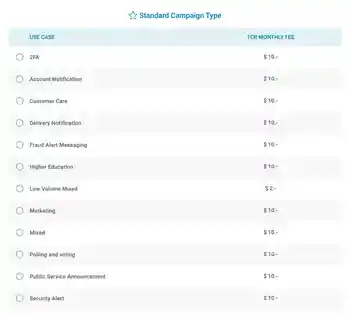 Standard Campaign Type
USE CASE TCR MONTHLY FEE
2FA $ 10.-
Account Notification $ 10.-
Customer Care $ 10.-
Delivery Notification $ 10.-
Fraud Alert Messaging $ 10.-
Higher Education $ 10.-
Low Volume Mixed $ 2.-
Marketing $ 10.-
Mixed $ 10.-
Polling and voting $ 10.-
Public Service Announcement $ 10.-
Security Alert $ 10.-